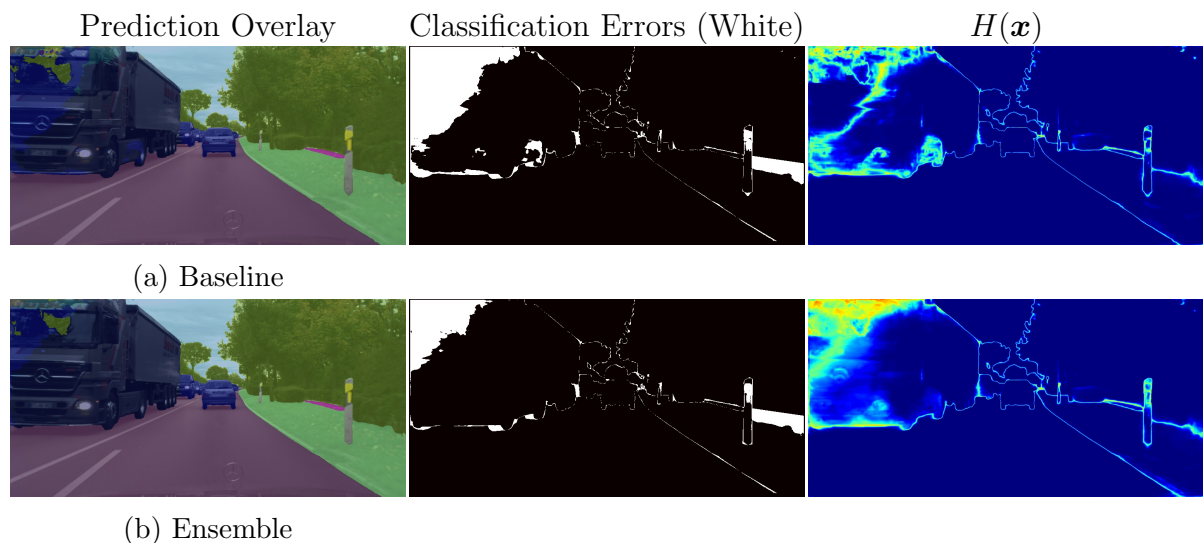 Prediction Overlay Classification Errors (White) H(𝒙)
(a) Baseline
(b) Ensemble